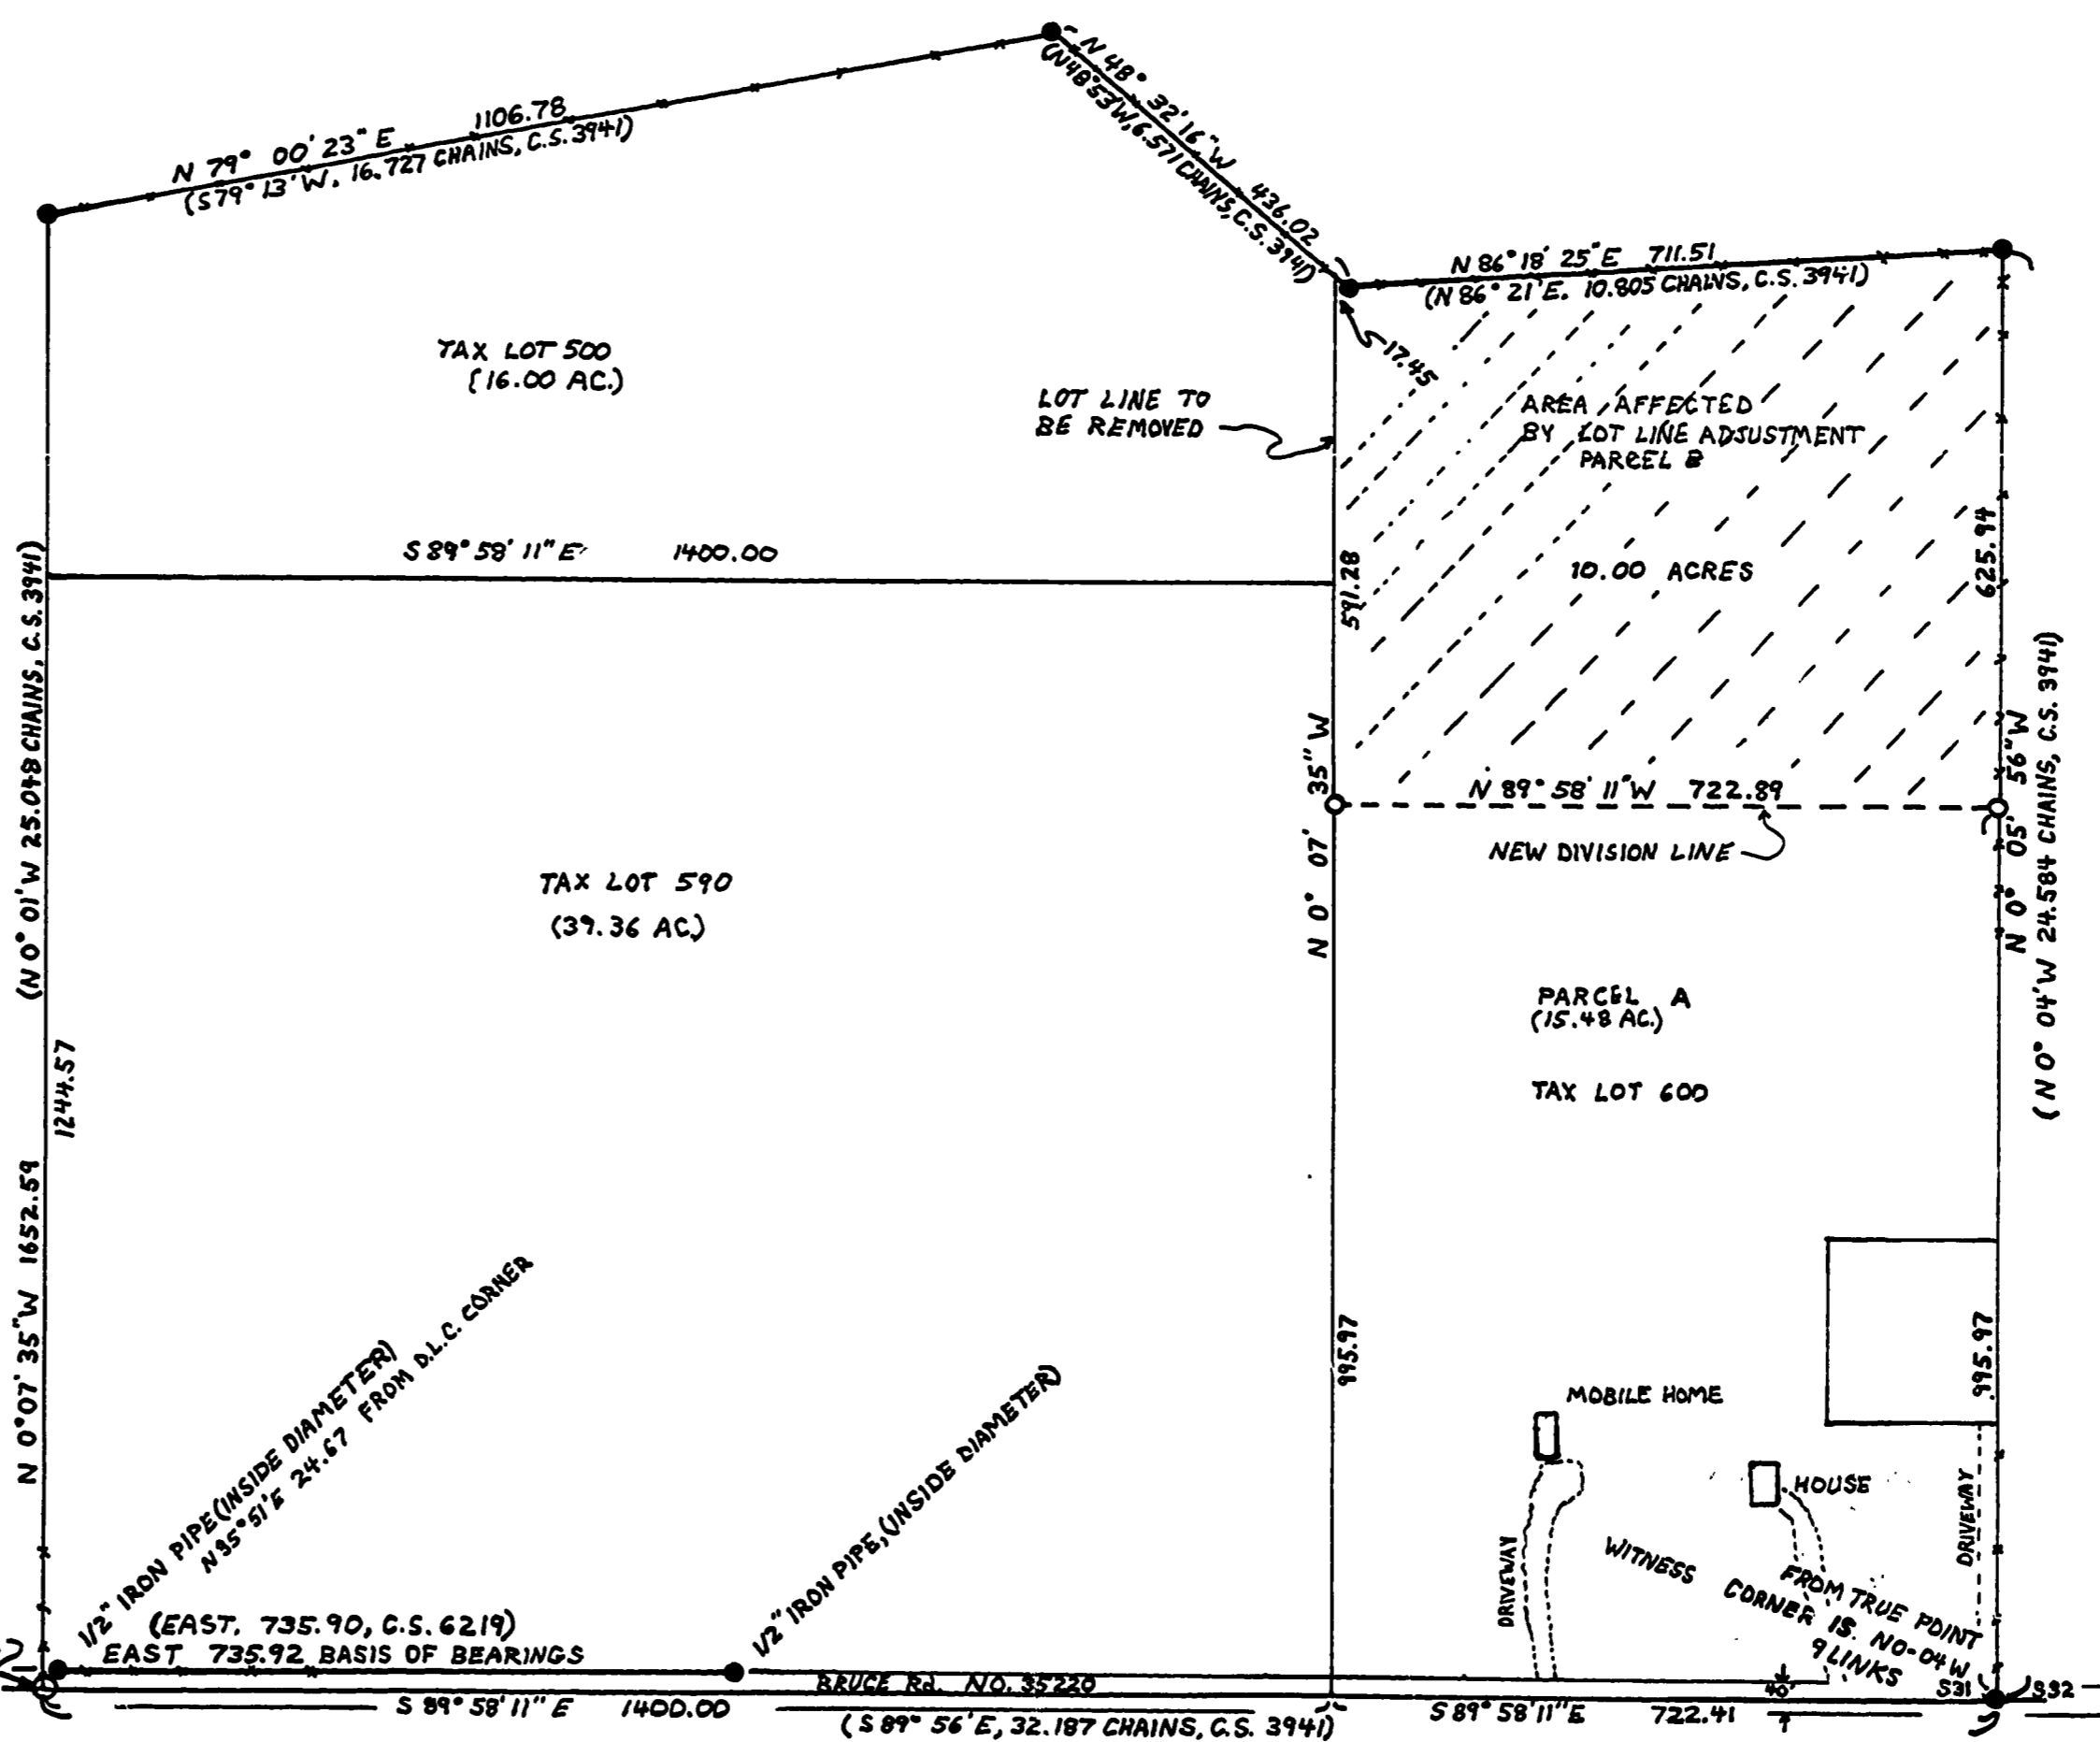 N 79° 00' 23" E 1106.78
(S79° 13' W. 16.727 CHAINS, C.S. 3941)
N 48° 32' 16" W 436.02
(N48°53'W, 6.571 CHAINS, C.S. 3941)
N 86° 18' 25" E 711.51
(N 86° 21' E. 10.805 CHAINS, C.S. 3941)
17.45
TAX LOT 500
(16.00 AC.)
LOT LINE TO
BE REMOVED
AREA AFFECTED
BY LOT LINE ADJUSTMENT
PARCEL B
10.00 ACRES
S 89° 58' 11" E 1400.00
591.28
625.94
N 89° 58' 11" W 722.89
NEW DIVISION LINE
(N 0° 01' W 25.048 CHAINS, C.S. 3941)
1244.57
N 0° 07' 35" W 1652.59
TAX LOT 590
(39.36 AC.)
N 0° 07' 35" W
N 0° 05' 56" W
(N 0° 04' W 24.584 CHAINS, C.S. 3941)
PARCEL A
(15.48 AC.)
TAX LOT 600
995.97
995.97
1/2" IRON PIPE (INSIDE DIAMETER)
N35°51'E 24.67 FROM D.L.C. CORNER
1/2" IRON PIPE, (INSIDE DIAMETER)
MOBILE HOME
HOUSE
DRIVEWAY
DRIVEWAY
WITNESS CORNER IS N0-04W
9 LINKS
FROM TRUE POINT
(EAST. 735.90, C.S. 6219)
EAST 735.92 BASIS OF BEARINGS
BRUCE Rd. NO. 35220
40'
S31 S32
S 89° 58' 11" E 1400.00
(S 89° 56' E, 32.187 CHAINS, C.S. 3941)
S 89° 58' 11" E 722.41